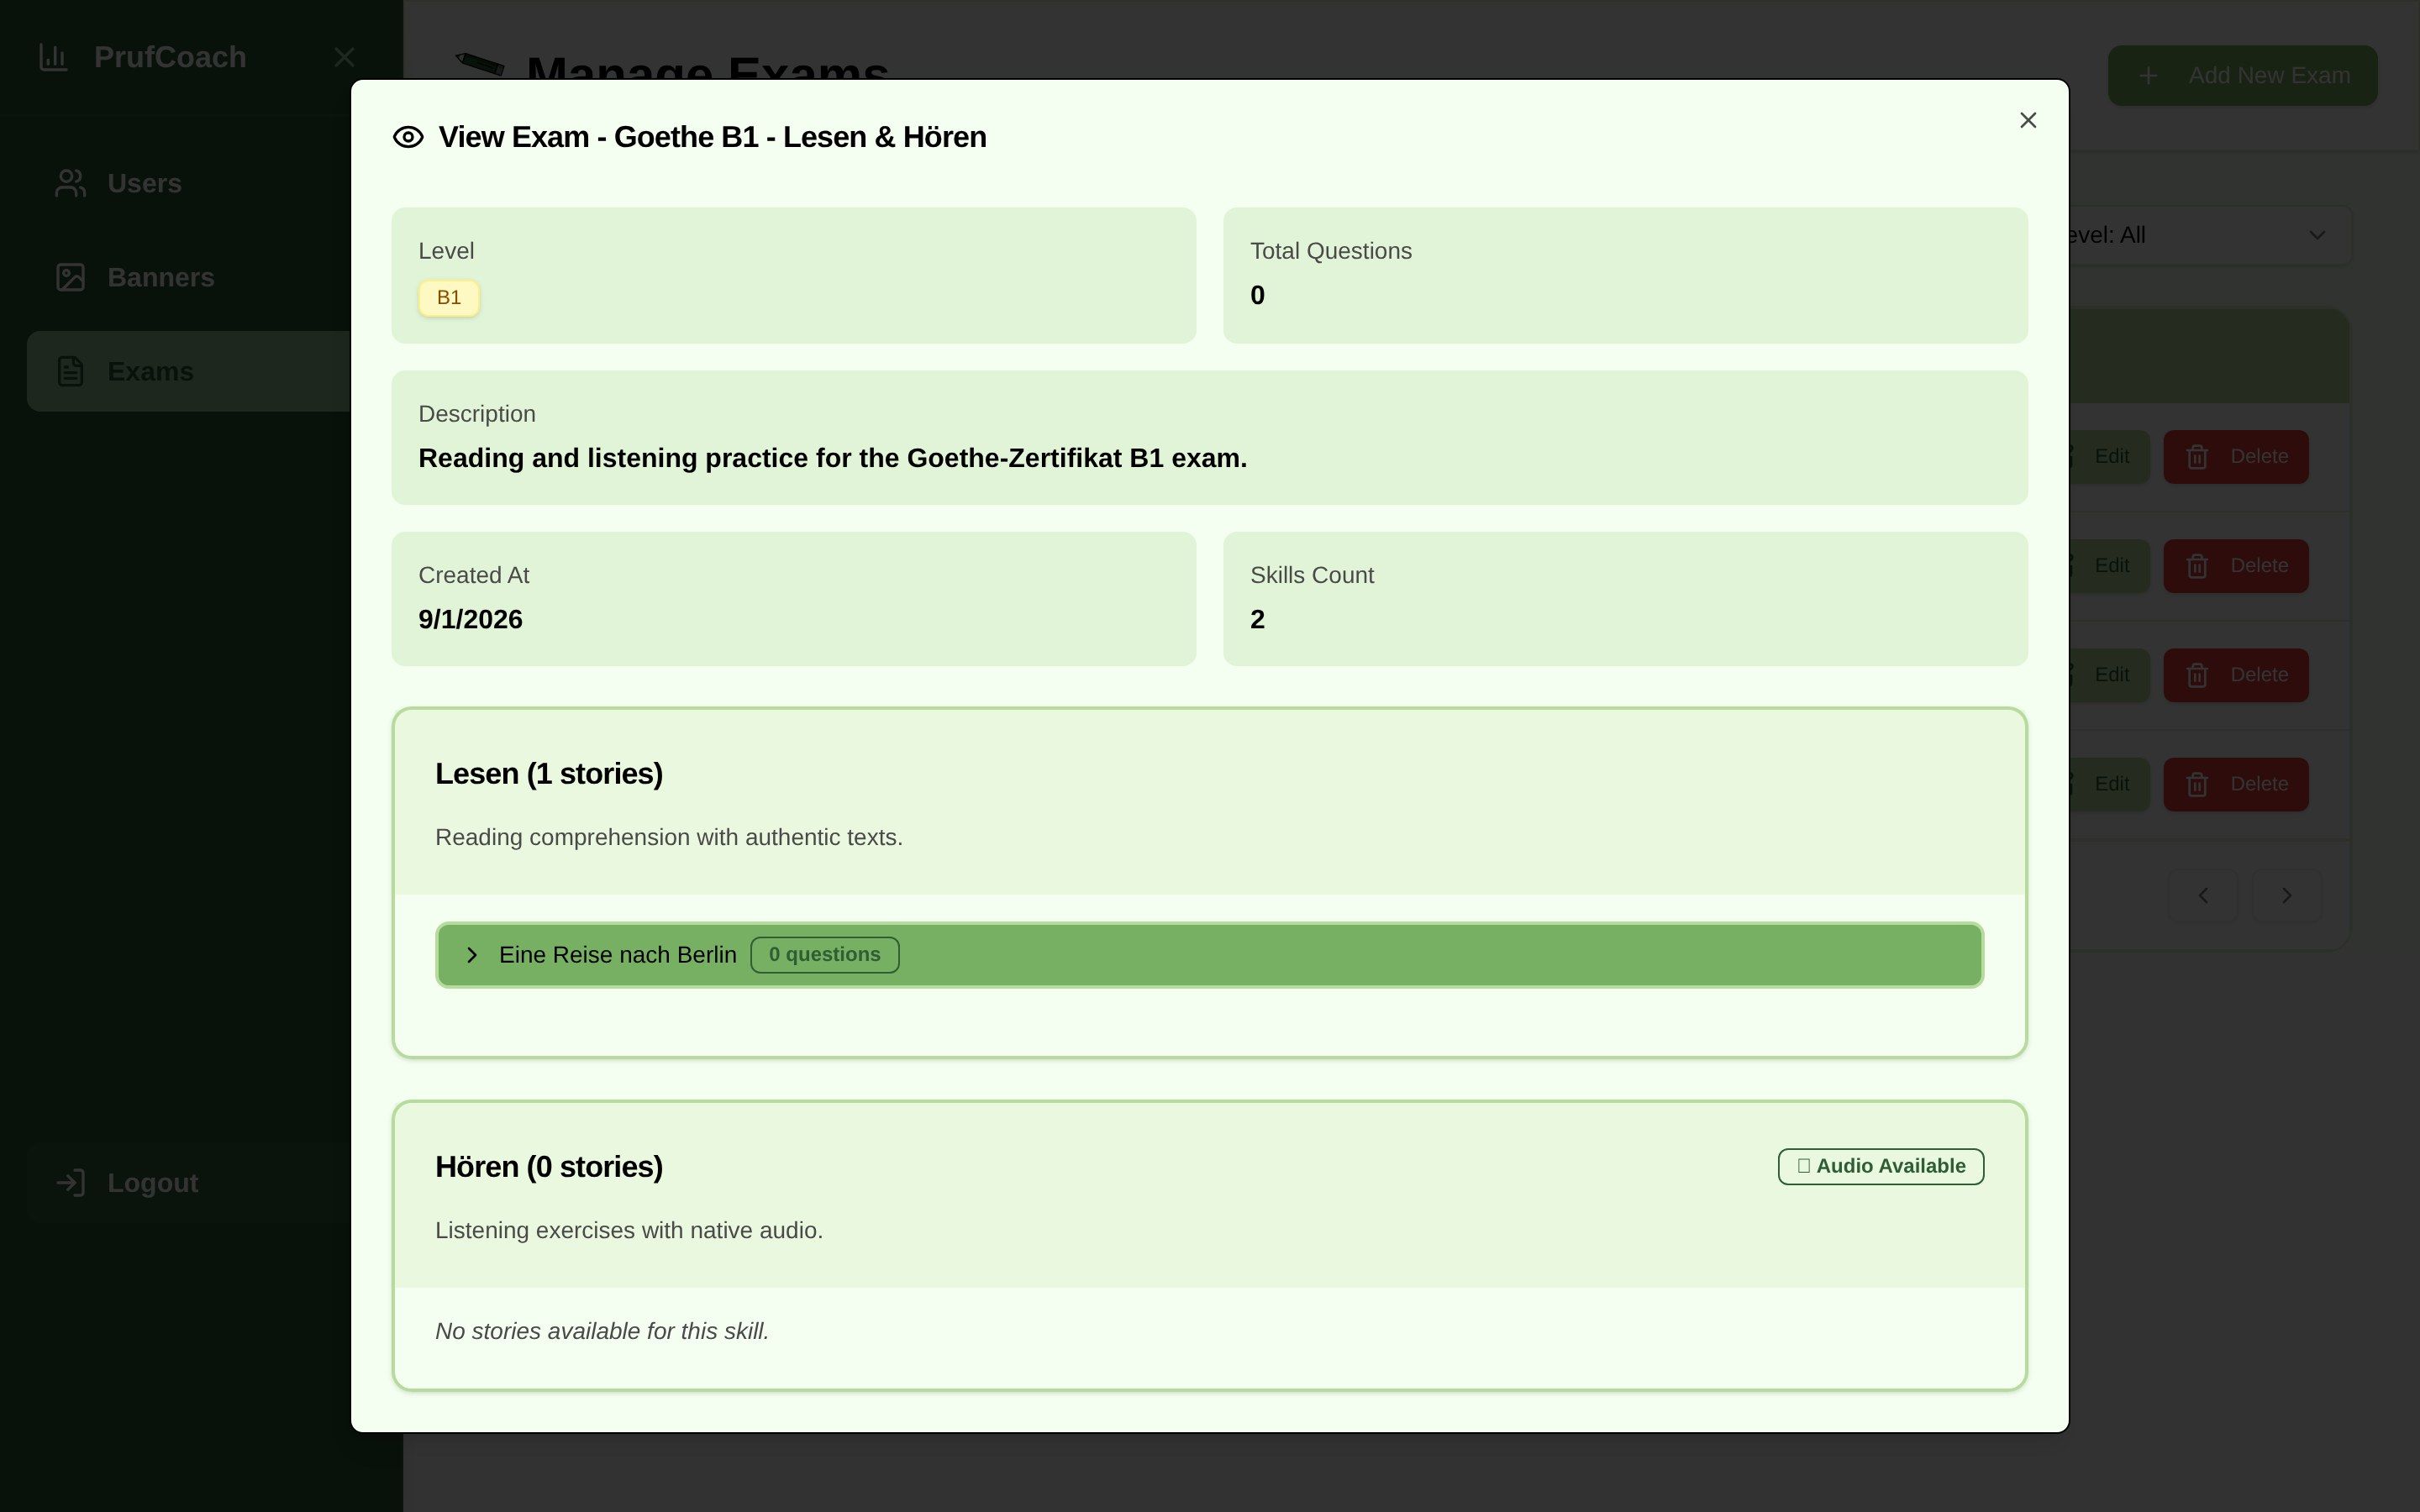 PrufCoach
Users
Banners
Exams
Logout
Manage Exams
Add New Exam
evel: All
View Exam - Goethe B1 - Lesen & Hören
Level
B1
Total Questions
0
Description
Reading and listening practice for the Goethe-Zertifikat B1 exam.
Created At
9/1/2026
Skills Count
2
Lesen (1 stories)
Reading comprehension with authentic texts.
Eine Reise nach Berlin 0 questions
Hören (0 stories)
Audio Available
Listening exercises with native audio.
No stories available for this skill.
Edit Delete
Edit Delete
Edit Delete
Edit Delete